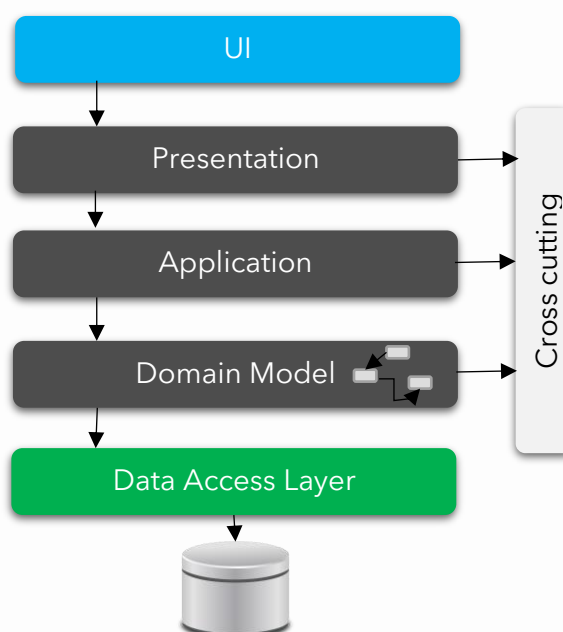 UI
Presentation
Application
Domain Model
Data Access Layer
Cross cutting